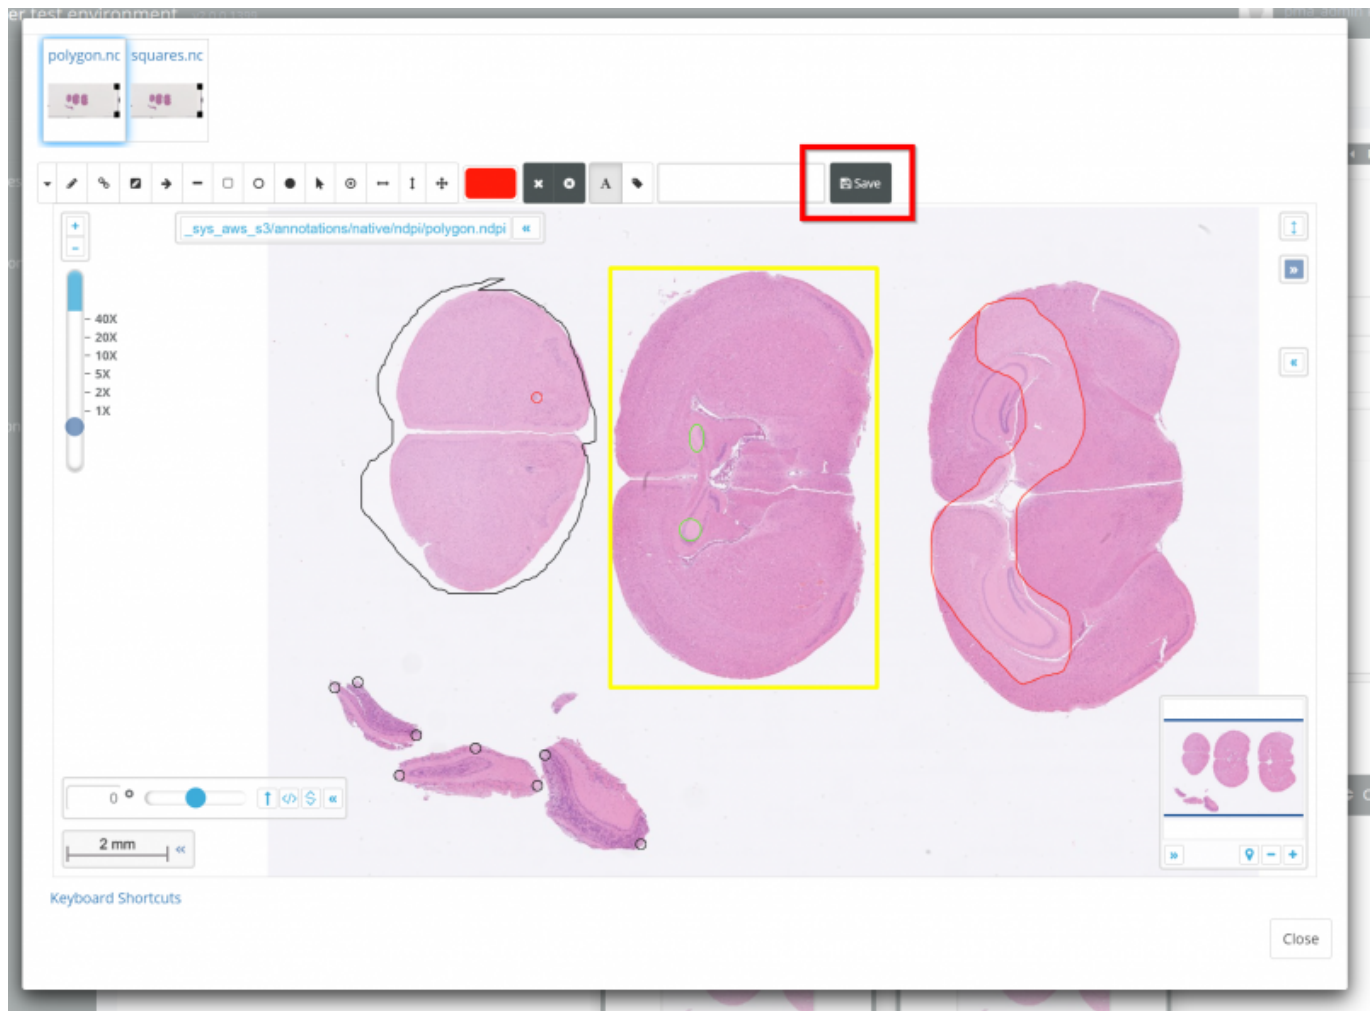 er test environment
pma_admin
polygon.nc squares.nc
A
Save
_sys_aws_s3/annotations/native/ndpi/polygon.ndpi «
+
-
40X
20X
10X
5X
2X
1X
»
«
0 °
</> «
2 mm «
» - +
Keyboard Shortcuts
Close